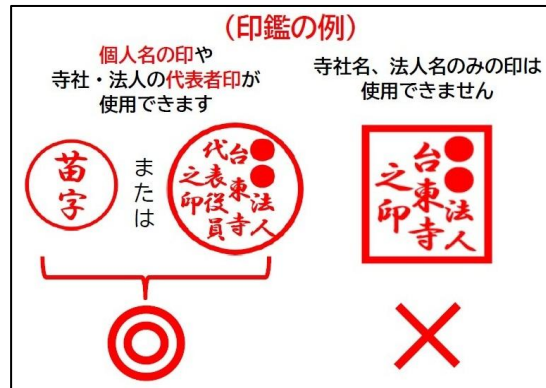 （印鑑の例）
個人名の印や
寺社・法人の代表者印が
使用できます
寺社名、法人名のみの印は
使用できません
苗字
または
●●法人
台東寺
代表役員
之印
●●法人
台東寺
之印